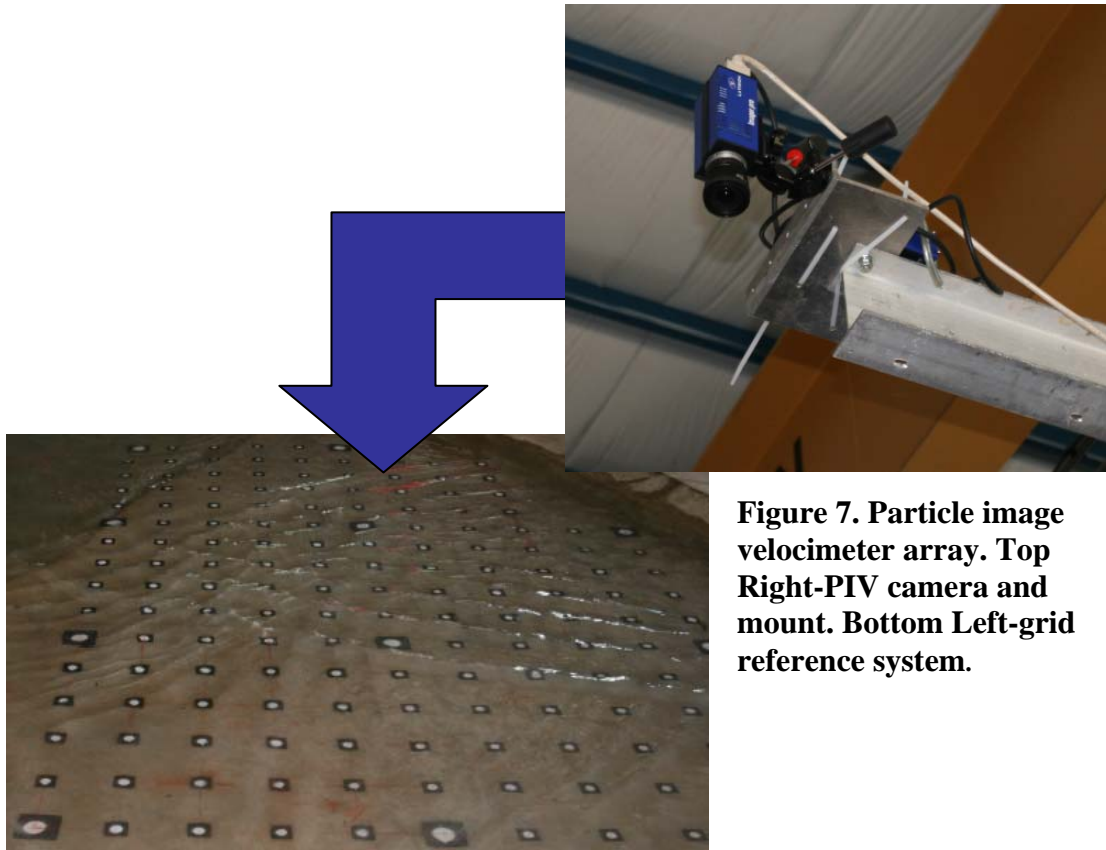 Figure 7. Particle image
velocimeter array. Top
Right-PIV camera and
mount. Bottom Left-grid
reference system.